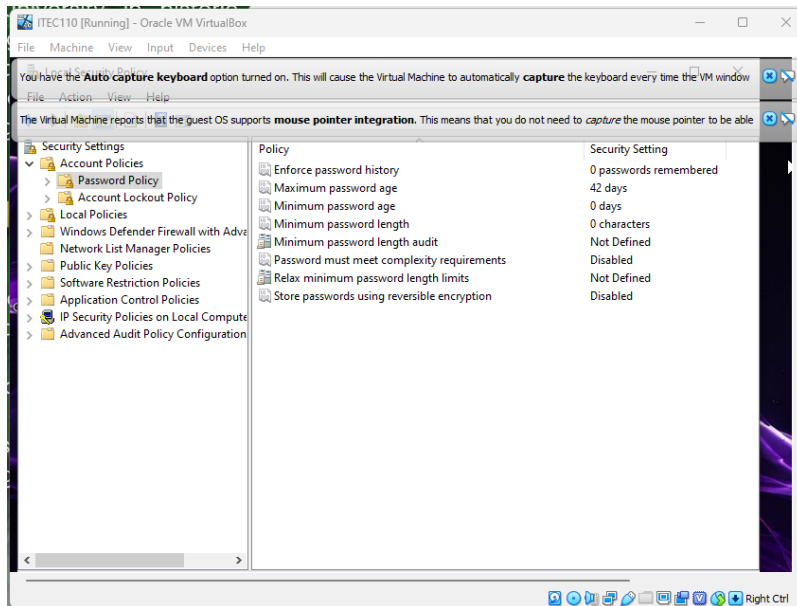 ITEC110 [Running] - Oracle VM VirtualBox
File Machine View Input Devices Help
Local Security Policy
You have the Auto capture keyboard option turned on. This will cause the Virtual Machine to automatically capture the keyboard every time the VM window
File Action View Help
The Virtual Machine reports that the guest OS supports mouse pointer integration. This means that you do not need to capture the mouse pointer to be able
Security Settings
Account Policies
Password Policy
Account Lockout Policy
Local Policies
Windows Defender Firewall with Adva
Network List Manager Policies
Public Key Policies
Software Restriction Policies
Application Control Policies
IP Security Policies on Local Compute
Advanced Audit Policy Configuration
Policy Security Setting
Enforce password history 0 passwords remembered
Maximum password age 42 days
Minimum password age 0 days
Minimum password length 0 characters
Minimum password length audit Not Defined
Password must meet complexity requirements Disabled
Relax minimum password length limits Not Defined
Store passwords using reversible encryption Disabled
Right Ctrl